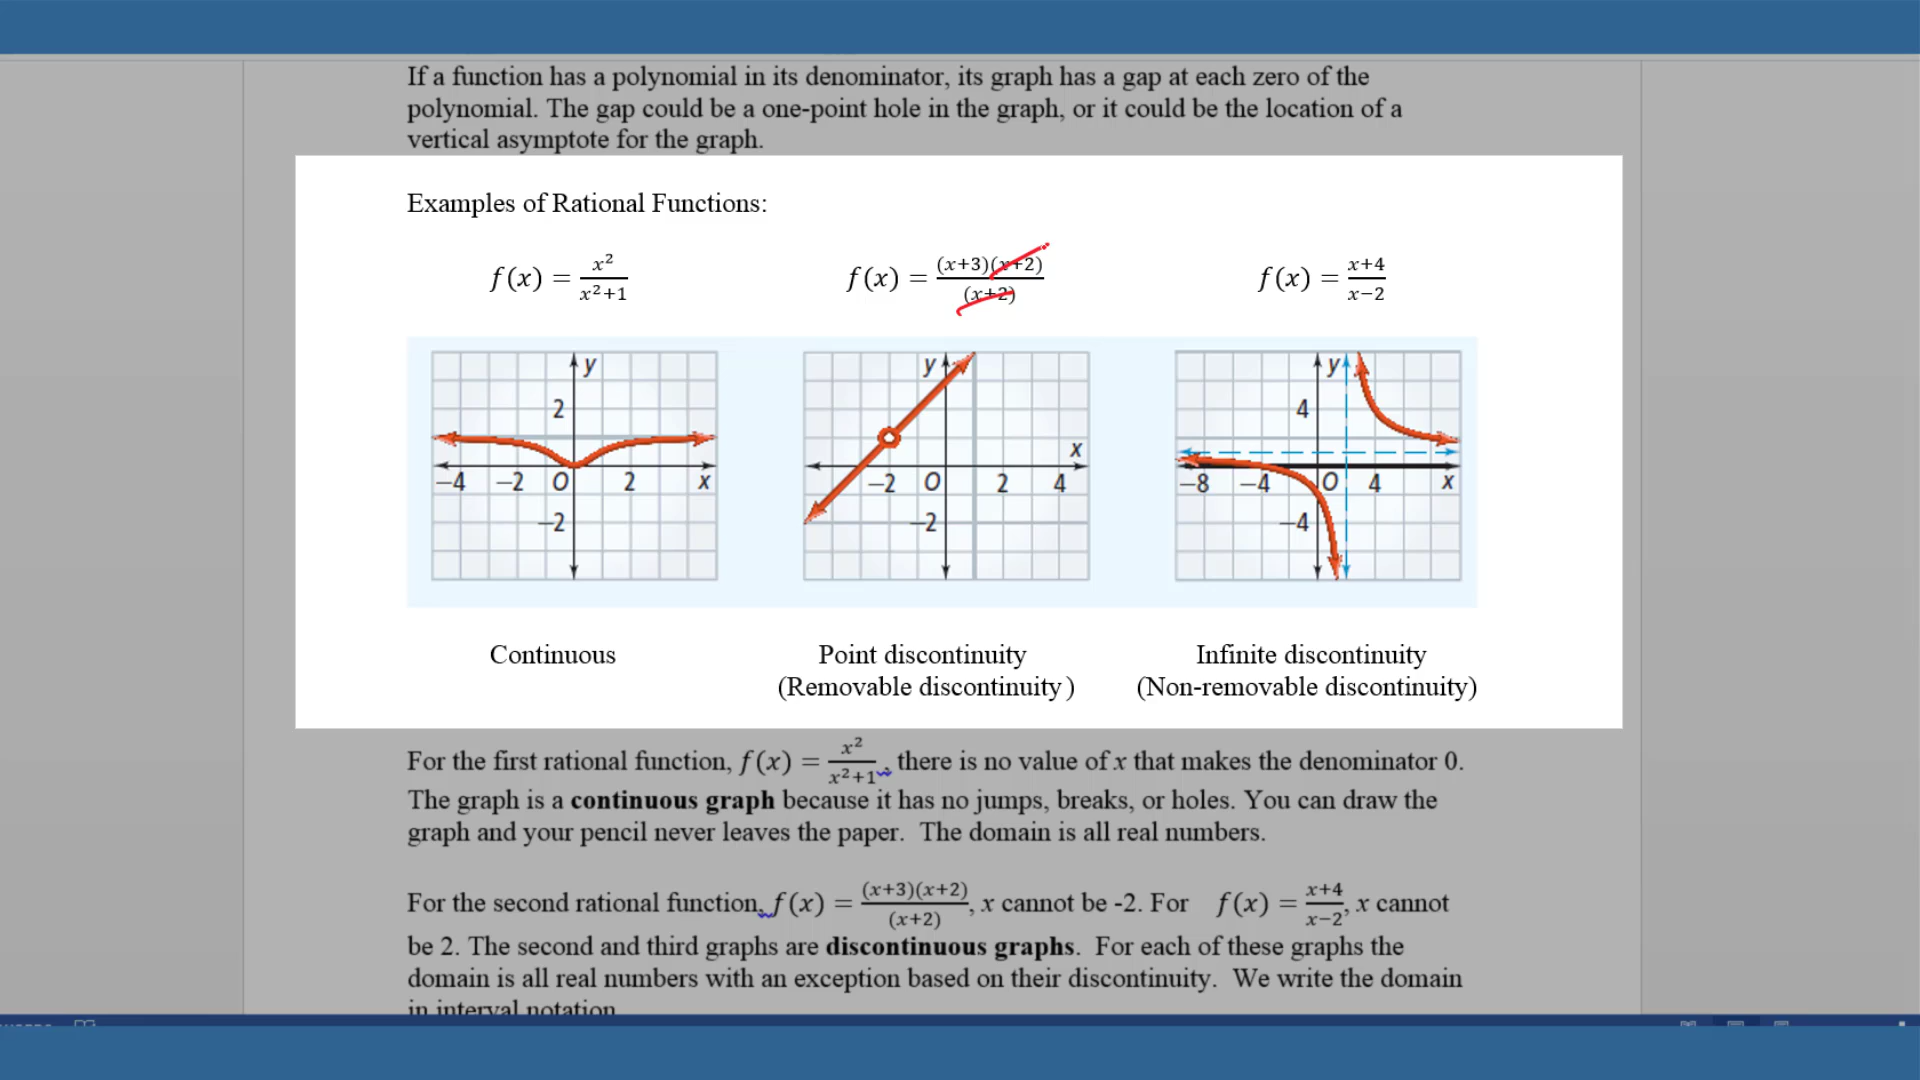 If a function has a polynomial in its denominator, its graph has a gap at each zero of the
polynomial. The gap could be a one-point hole in the graph, or it could be the location of a
vertical asymptote for the graph.
Examples of Rational Functions:
f(x) = x²/(x²+1)
f(x) = (x+3)(x+2)/(x+2)
f(x) = (x+4)/(x−2)
y
2
−4 −2 O 2 x
−2
y
x
−2 O 2 4
−2
y
4
−8 −4 O 4 x
−4
Continuous
Point discontinuity
(Removable discontinuity)
Infinite discontinuity
(Non-removable discontinuity)
For the first rational function, f(x) = x²/(x²+1), there is no value of x that makes the denominator 0.
The graph is a continuous graph because it has no jumps, breaks, or holes. You can draw the
graph and your pencil never leaves the paper. The domain is all real numbers.
For the second rational function, f(x) = (x+3)(x+2)/(x+2), x cannot be -2. For f(x) = (x+4)/(x−2), x cannot
be 2. The second and third graphs are discontinuous graphs. For each of these graphs the
domain is all real numbers with an exception based on their discontinuity. We write the domain
in interval notation